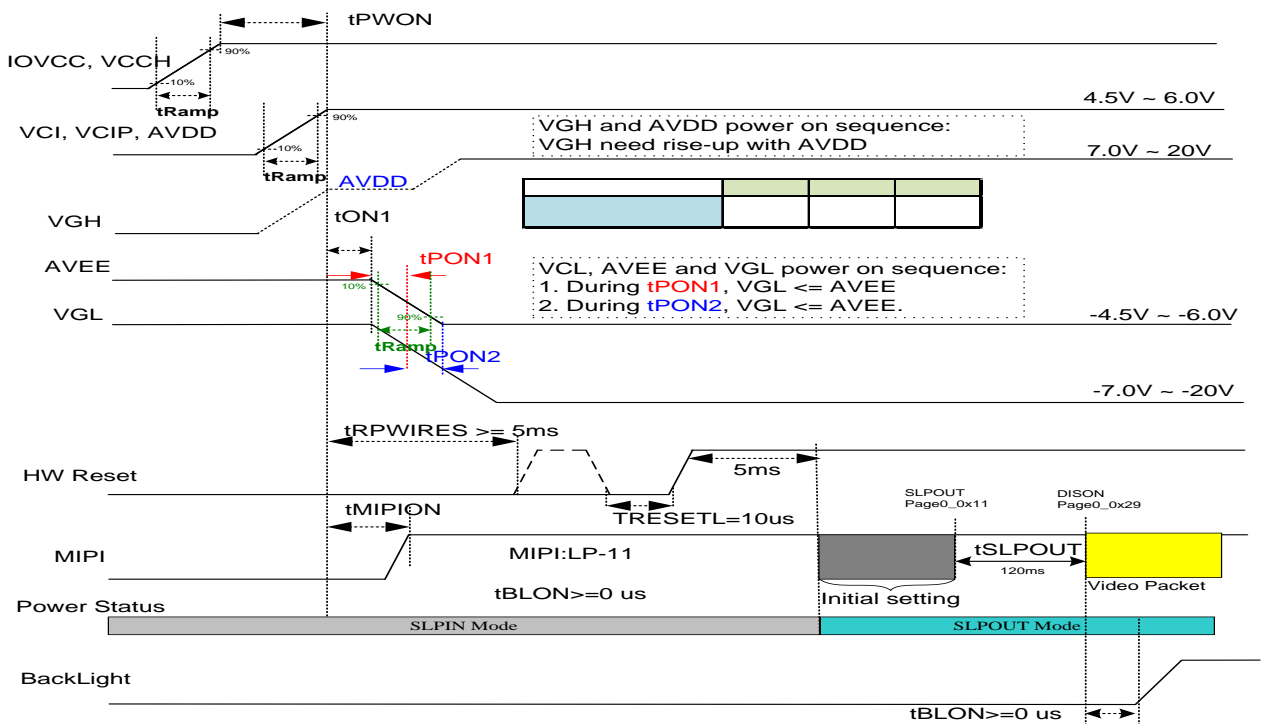 tPWON
IOVCC, VCCH
90%
10%
tRamp
4.5V ~ 6.0V
VCI, VCIP, AVDD
90%
10%
tRamp
VGH and AVDD power on sequence:
VGH need rise-up with AVDD
7.0V ~ 20V
AVDD
VGH
tON1
AVEE
tPON1
10%
VCL, AVEE and VGL power on sequence:
1. During tPON1, VGL <= AVEE
2. During tPON2, VGL <= AVEE.
VGL
90%
-4.5V ~ -6.0V
tRamp
tPON2
-7.0V ~ -20V
tRPWIRES >= 5ms
HW Reset
5ms
TRESETL=10us
SLPOUT
Page0_0x11
DISON
Page0_0x29
tMIPION
MIPI
MIPI:LP-11
tSLPOUT
120ms
tBLON>=0 us
Initial setting
Video Packet
Power Status
SLPIN Mode
SLPOUT Mode
BackLight
tBLON>=0 us